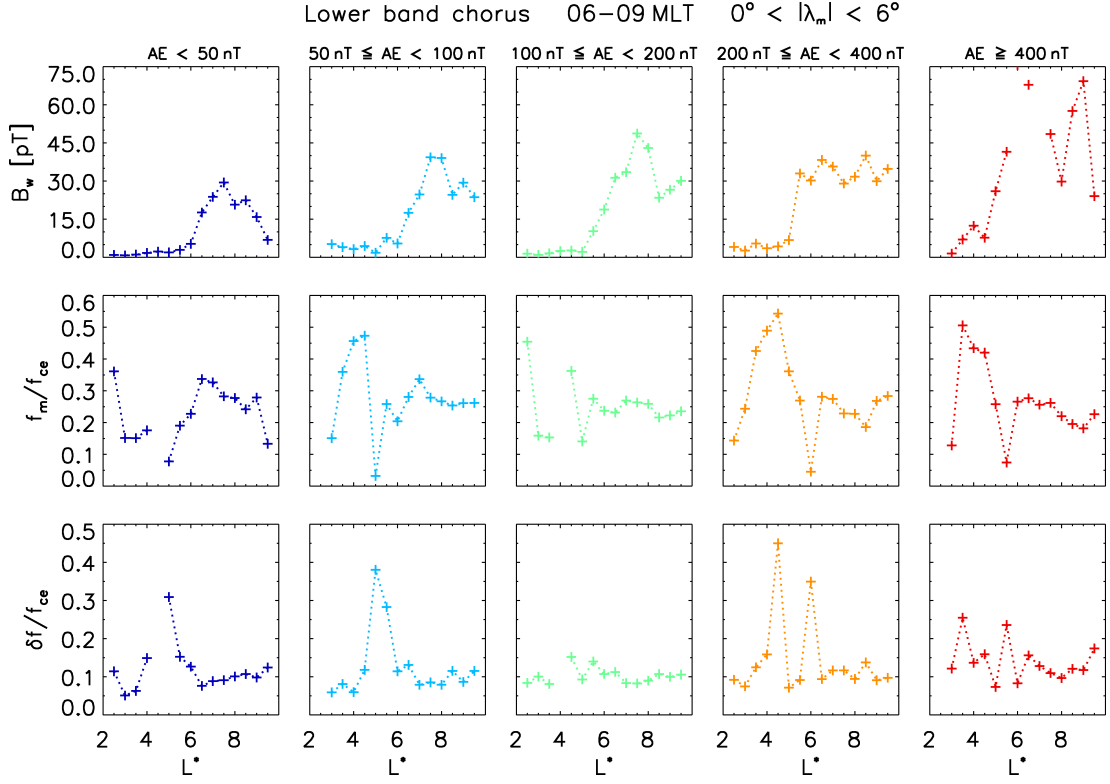 Lower band chorus 06-09 MLT 0° < |λm| < 6°
AE < 50 nT
50 nT ≦ AE < 100 nT
100 nT ≦ AE < 200 nT
200 nT ≦ AE < 400 nT
AE ≧ 400 nT
75.0
60.0
45.0
30.0
15.0
0.0
Bw [pT]
0.6
0.5
0.4
0.3
0.2
0.1
0.0
fm/fce
0.5
0.4
0.3
0.2
0.1
0.0
δf/fce
2 4 6 8
2 4 6 8
2 4 6 8
2 4 6 8
2 4 6 8
L*
L*
L*
L*
L*